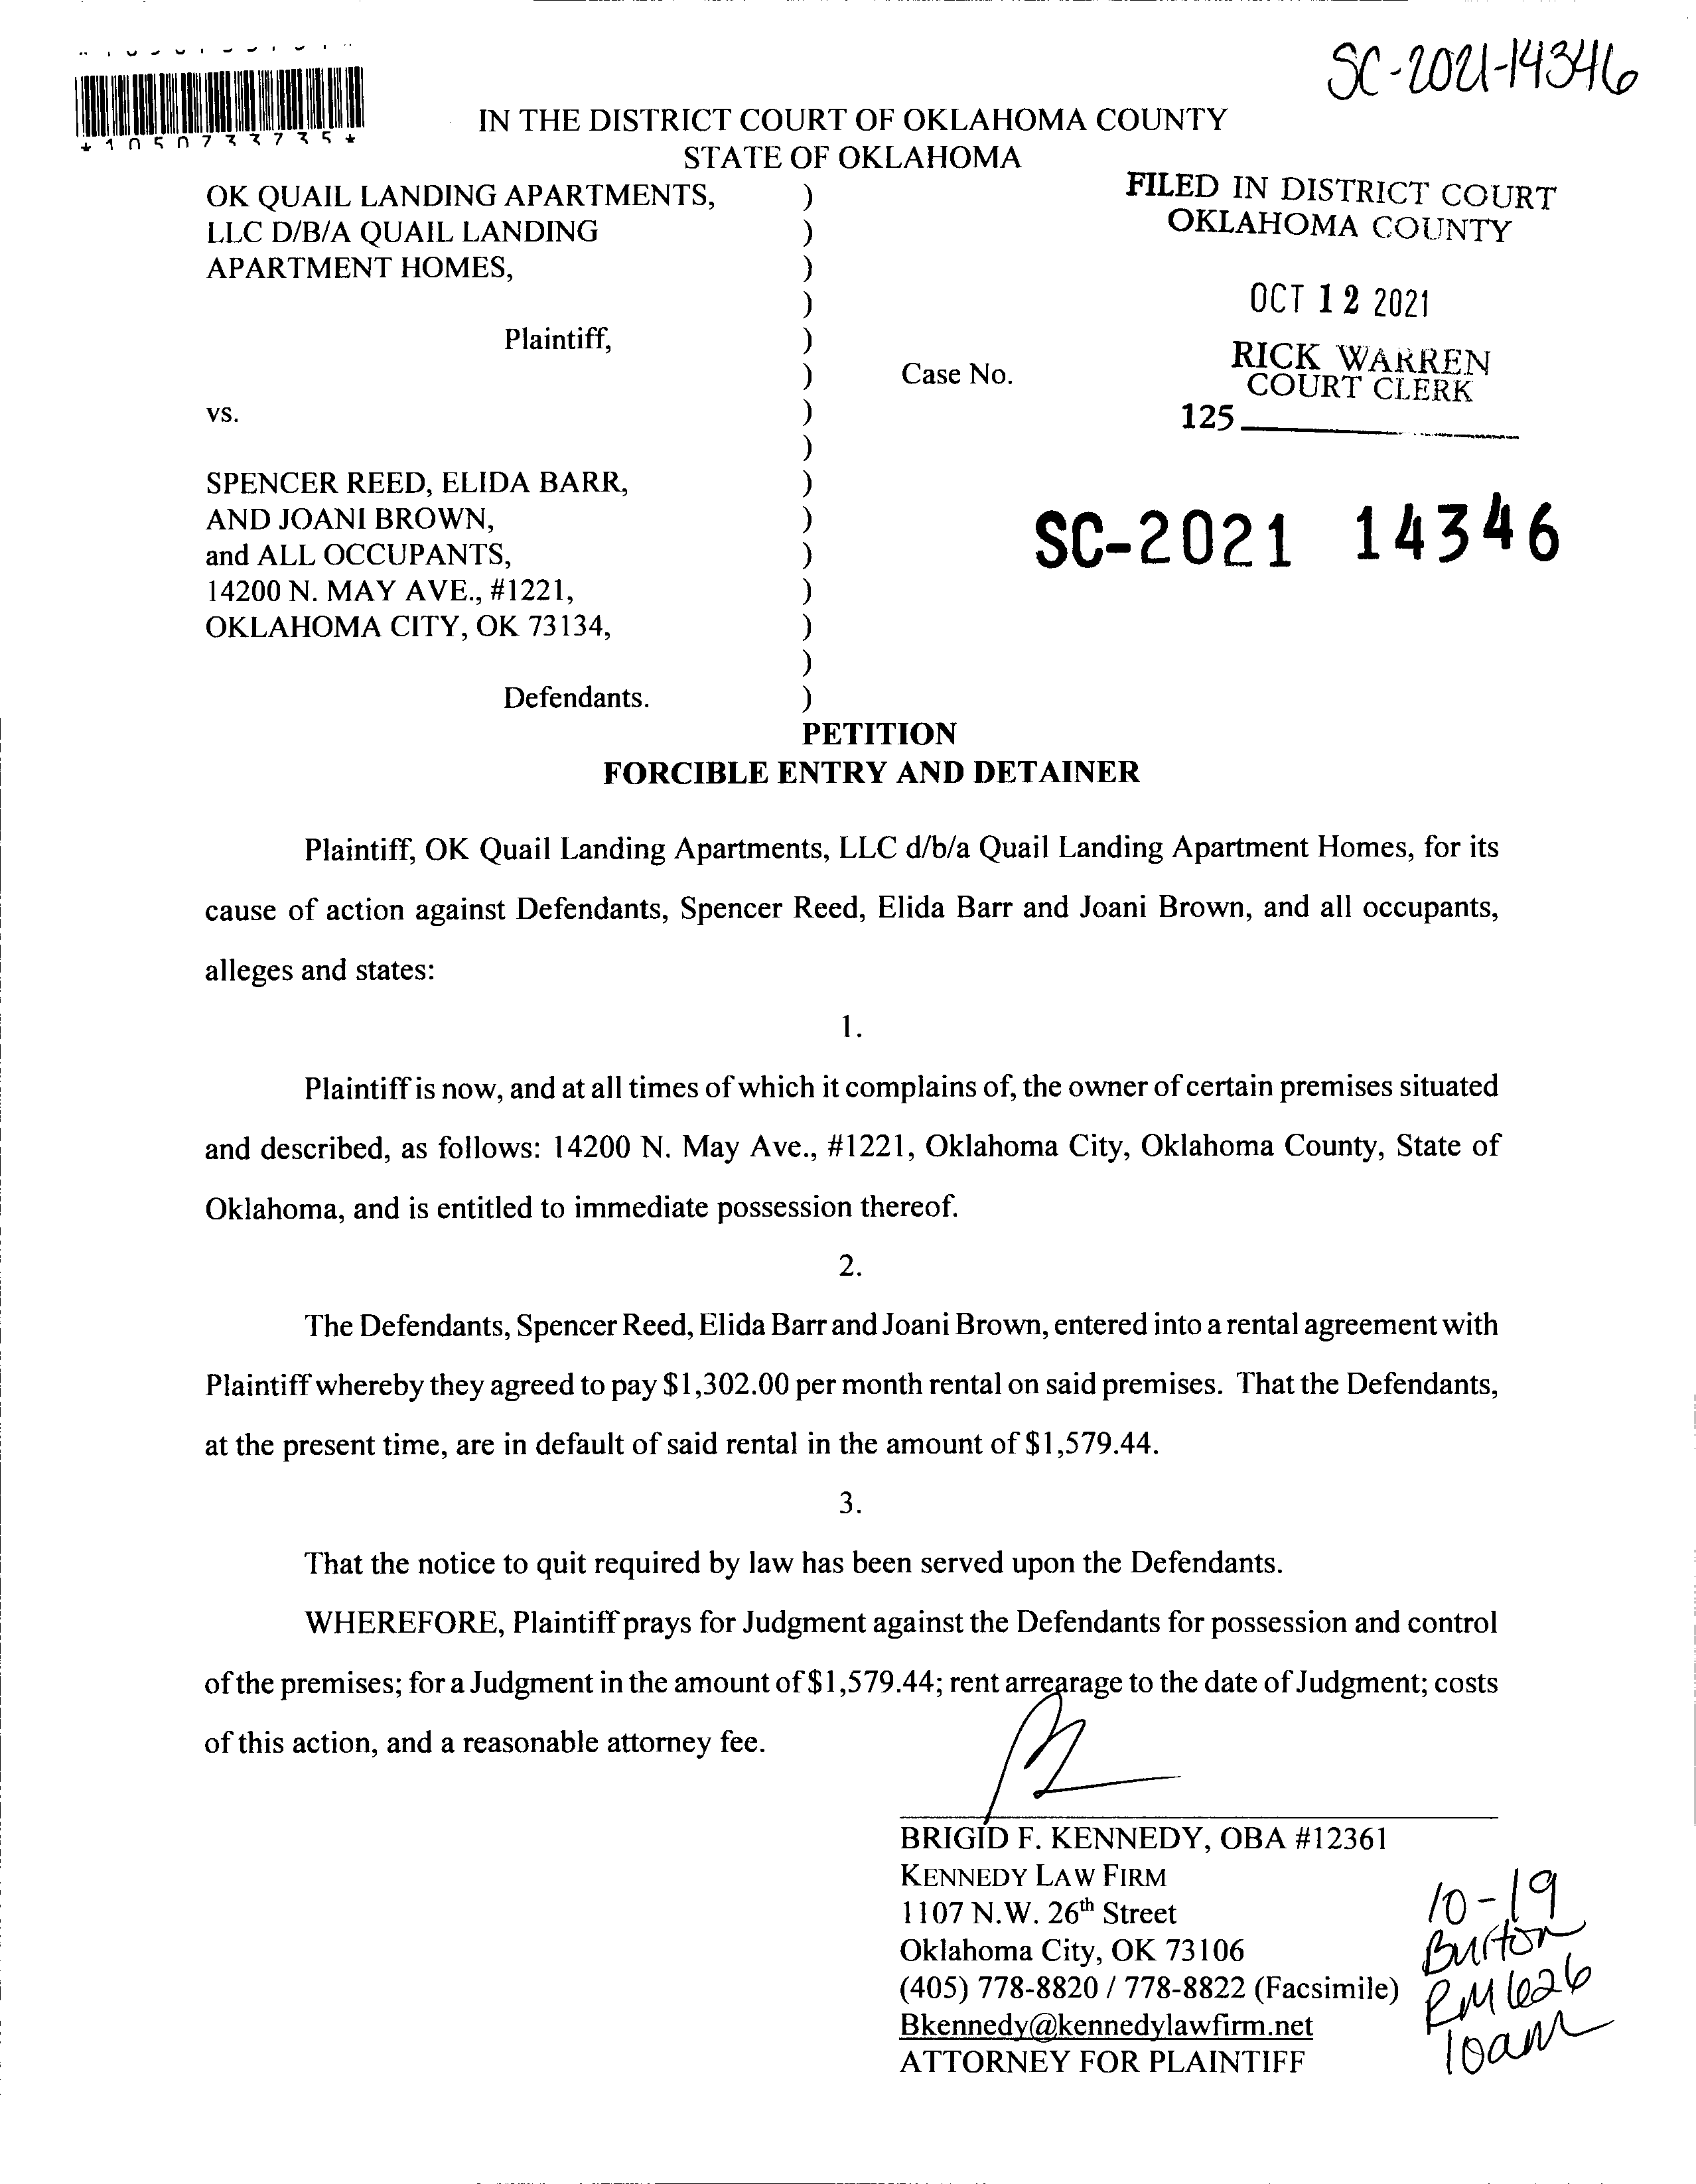 SC-2021-14346
*1050733735*
IN THE DISTRICT COURT OF OKLAHOMA COUNTY
STATE OF OKLAHOMA
OK QUAIL LANDING APARTMENTS, )
LLC D/B/A QUAIL LANDING )
APARTMENT HOMES, )
)
Plaintiff, )
) Case No.
vs. )
)
SPENCER REED, ELIDA BARR, )
AND JOANI BROWN, )
and ALL OCCUPANTS, )
14200 N. MAY AVE., #1221, )
OKLAHOMA CITY, OK 73134, )
)
Defendants. )
FILED IN DISTRICT COURT
OKLAHOMA COUNTY
OCT 12 2021
RICK WARREN
COURT CLERK
125
SC-2021 14346
PETITION
FORCIBLE ENTRY AND DETAINER
Plaintiff, OK Quail Landing Apartments, LLC d/b/a Quail Landing Apartment Homes, for its
cause of action against Defendants, Spencer Reed, Elida Barr and Joani Brown, and all occupants,
alleges and states:
1.
Plaintiff is now, and at all times of which it complains of, the owner of certain premises situated
and described, as follows: 14200 N. May Ave., #1221, Oklahoma City, Oklahoma County, State of
Oklahoma, and is entitled to immediate possession thereof.
2.
The Defendants, Spencer Reed, Elida Barr and Joani Brown, entered into a rental agreement with
Plaintiff whereby they agreed to pay $1,302.00 per month rental on said premises. That the Defendants,
at the present time, are in default of said rental in the amount of $1,579.44.
3.
That the notice to quit required by law has been served upon the Defendants.
WHEREFORE, Plaintiff prays for Judgment against the Defendants for possession and control
of the premises; for a Judgment in the amount of $1,579.44; rent arrearage to the date of Judgment; costs
of this action, and a reasonable attorney fee.
BRIGID F. KENNEDY, OBA #12361
KENNEDY LAW FIRM
1107 N.W. 26th Street
Oklahoma City, OK 73106
(405) 778-8820 / 778-8822 (Facsimile)
Bkennedy@kennedylawfirm.net
ATTORNEY FOR PLAINTIFF
10-19
Burton
RM 626
10am